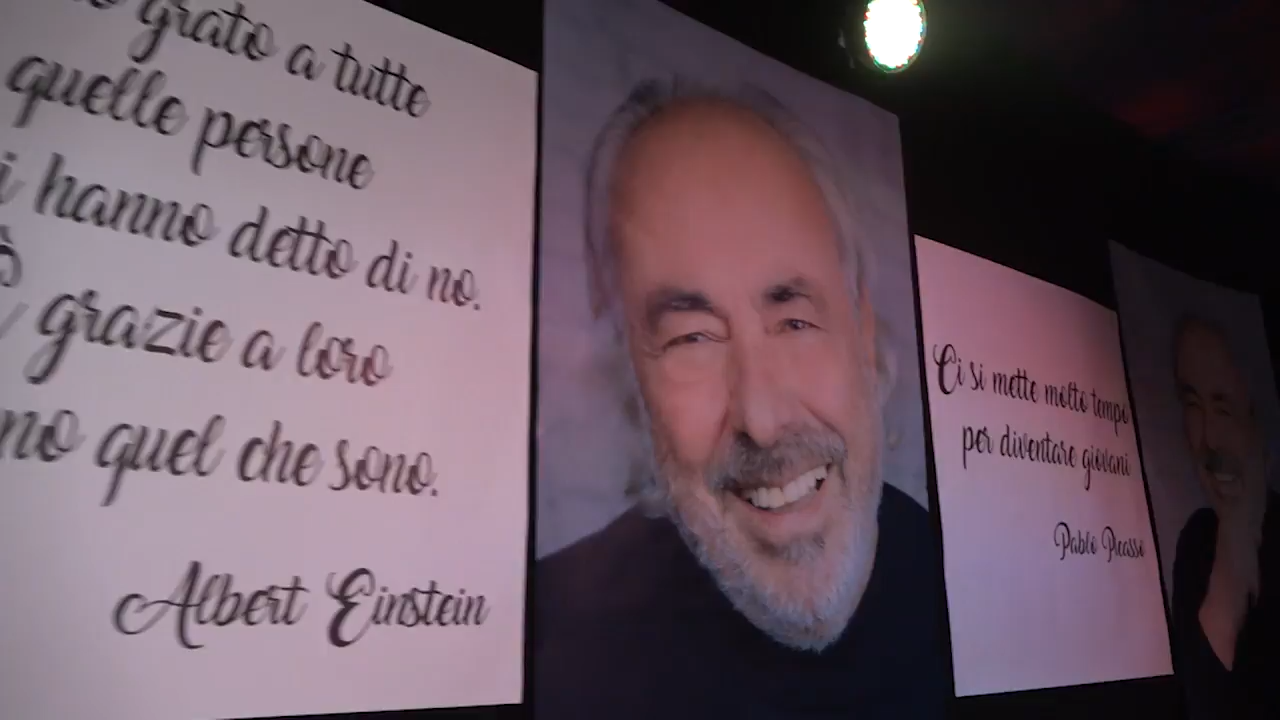 grato a tutte
quelle persone
hanno detto di no.
grazie a loro
quel che sono.
Albert Einstein
Ci si mette molto tempo
per diventare giovani
Pablo Picasso